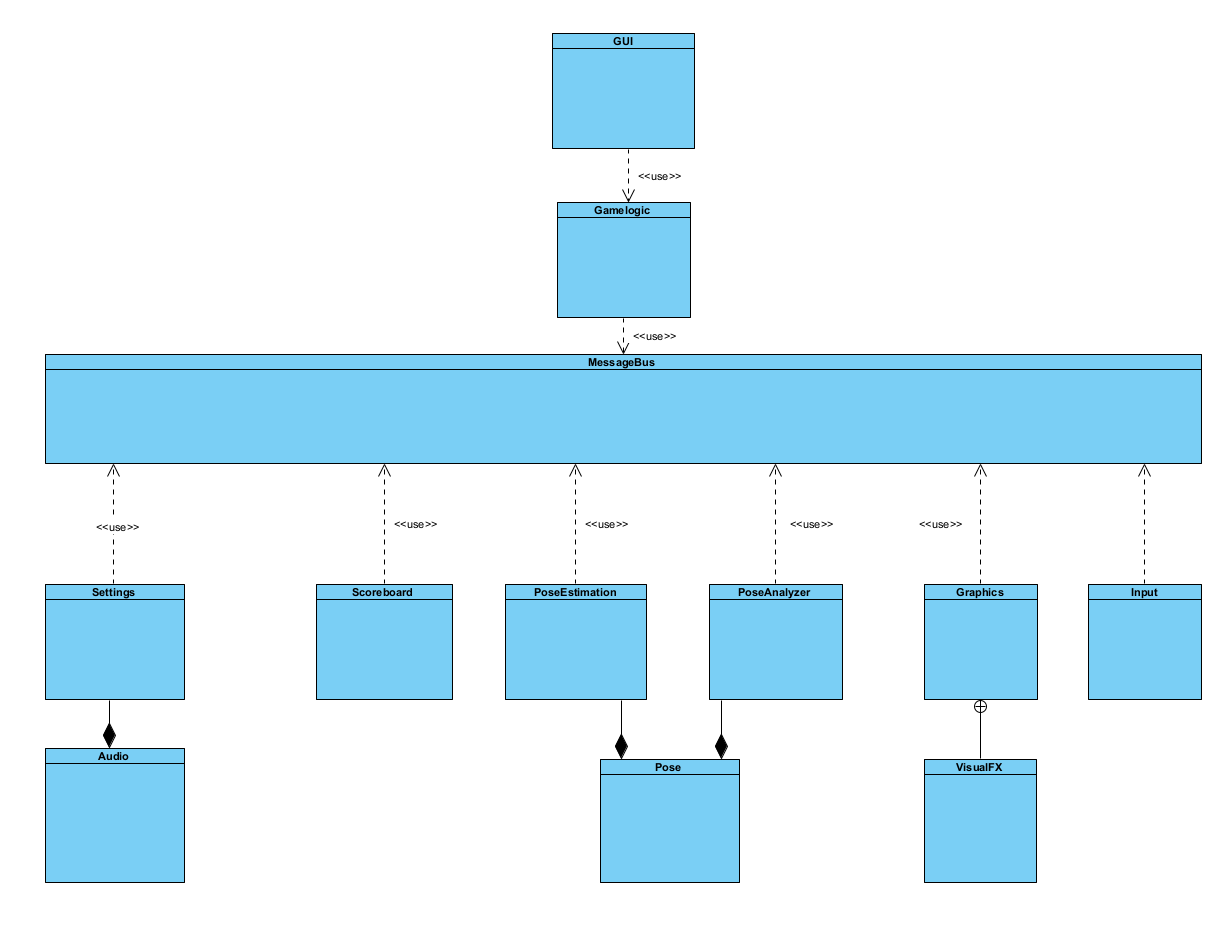 GUI
<<use>>
Gamelogic
<<use>>
MessageBus
<<use>>
<<use>>
<<use>>
<<use>>
<<use>>
Settings
Scoreboard
PoseEstimation
PoseAnalyzer
Graphics
Input
Audio
Pose
VisualFX